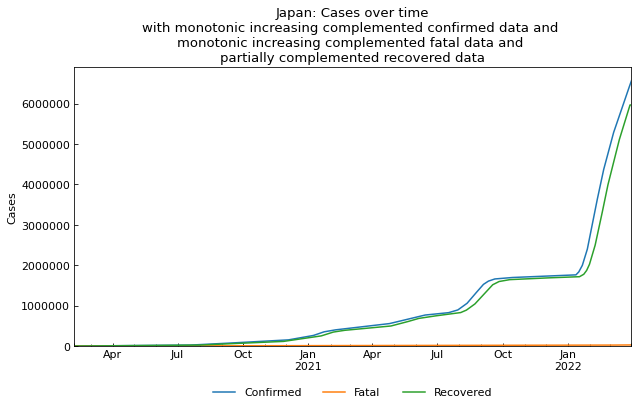 Japan: Cases over time
with monotonic increasing complemented confirmed data and
monotonic increasing complemented fatal data and
partially complemented recovered data
6000000
5000000
4000000
3000000
2000000
1000000
0
Cases
Apr Jul Oct Jan Apr Jul Oct Jan
2021 2022
Confirmed Fatal Recovered